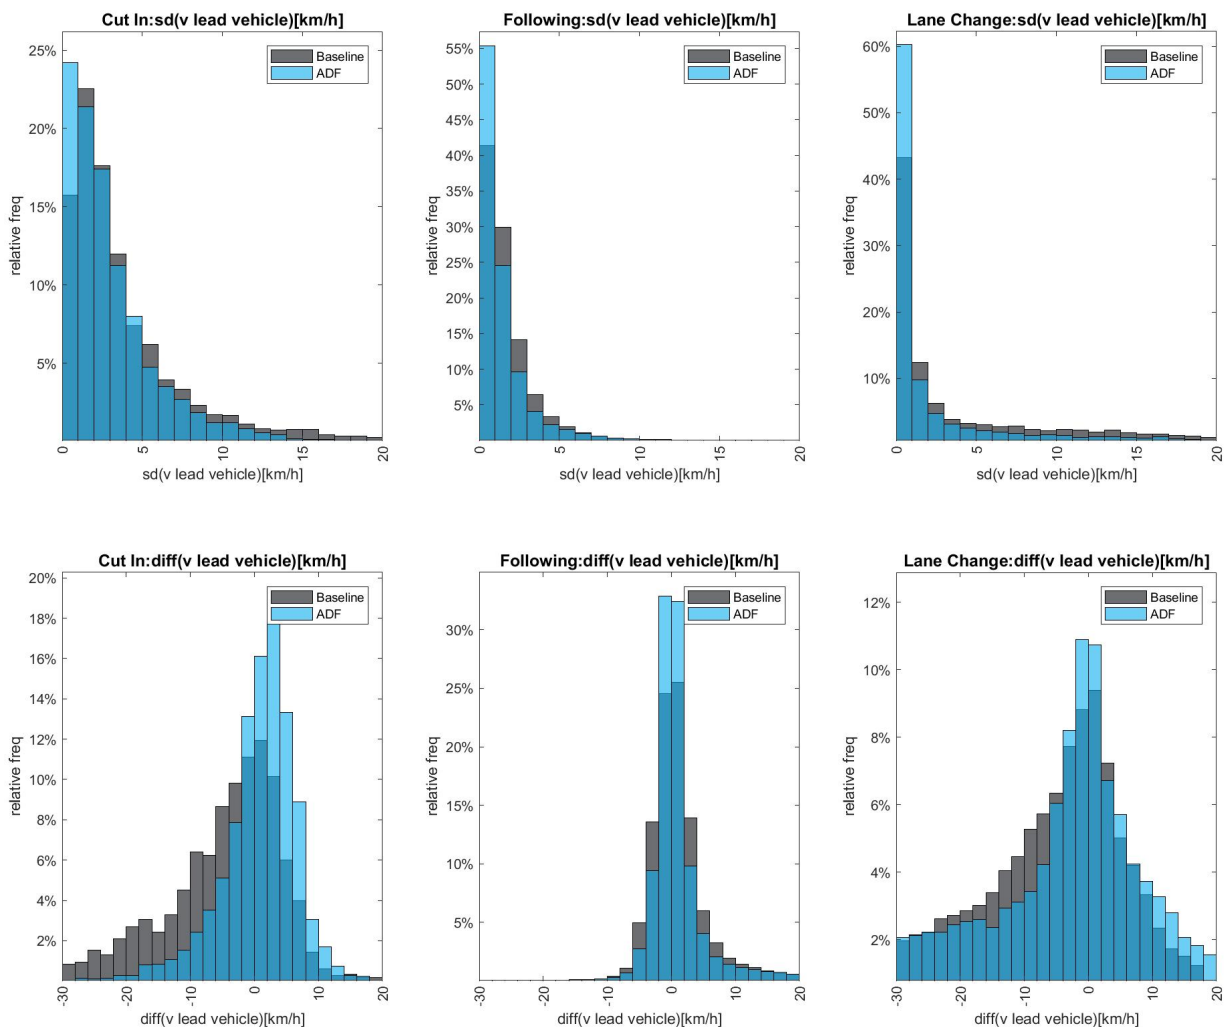 Cut In:sd(v lead vehicle)[km/h]
25%
20%
15%
10%
5%
relative freq
Baseline
ADF
0
5
10
15
20
sd(v lead vehicle)[km/h]
Following:sd(v lead vehicle)[km/h]
55%
50%
45%
40%
35%
30%
25%
20%
15%
10%
5%
relative freq
Baseline
ADF
0
5
10
15
20
sd(v lead vehicle)[km/h]
Lane Change:sd(v lead vehicle)[km/h]
60%
50%
40%
30%
20%
10%
relative freq
Baseline
ADF
0
5
10
15
20
sd(v lead vehicle)[km/h]
Cut In:diff(v lead vehicle)[km/h]
20%
18%
16%
14%
12%
10%
8%
6%
4%
2%
relative freq
Baseline
ADF
-30
-20
-10
0
10
20
diff(v lead vehicle)[km/h]
Following:diff(v lead vehicle)[km/h]
30%
25%
20%
15%
10%
5%
relative freq
Baseline
ADF
-30
-20
-10
0
10
20
diff(v lead vehicle)[km/h]
Lane Change:diff(v lead vehicle)[km/h]
12%
10%
8%
6%
4%
2%
relative freq
Baseline
ADF
-30
-20
-10
0
10
20
diff(v lead vehicle)[km/h]